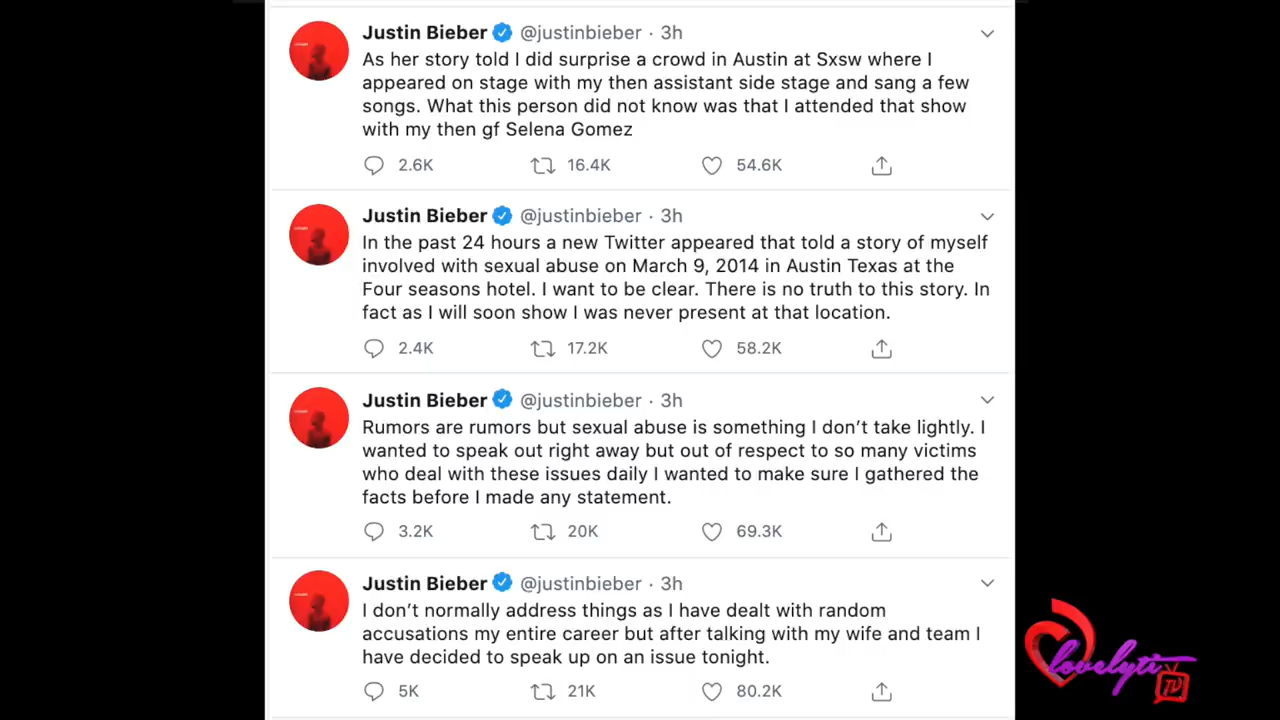 Justin Bieber @justinbieber · 3h
As her story told I did surprise a crowd in Austin at Sxsw where I
appeared on stage with my then assistant side stage and sang a few
songs. What this person did not know was that I attended that show
with my then gf Selena Gomez
2.6K 16.4K 54.6K
Justin Bieber @justinbieber · 3h
In the past 24 hours a new Twitter appeared that told a story of myself
involved with sexual abuse on March 9, 2014 in Austin Texas at the
Four seasons hotel. I want to be clear. There is no truth to this story. In
fact as I will soon show I was never present at that location.
2.4K 17.2K 58.2K
Justin Bieber @justinbieber · 3h
Rumors are rumors but sexual abuse is something I don’t take lightly. I
wanted to speak out right away but out of respect to so many victims
who deal with these issues daily I wanted to make sure I gathered the
facts before I made any statement.
3.2K 20K 69.3K
Justin Bieber @justinbieber · 3h
I don’t normally address things as I have dealt with random
accusations my entire career but after talking with my wife and team I
have decided to speak up on an issue tonight.
5K 21K 80.2K
lovelyti
TV